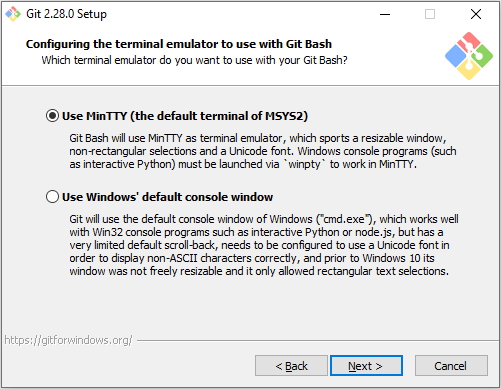 Git 2.28.0 Setup
Configuring the terminal emulator to use with Git Bash
Which terminal emulator do you want to use with your Git Bash?
Use MinTTY (the default terminal of MSYS2)
Git Bash will use MinTTY as terminal emulator, which sports a resizable window,
non-rectangular selections and a Unicode font. Windows console programs (such
as interactive Python) must be launched via `winpty` to work in MinTTY.
Use Windows' default console window
Git will use the default console window of Windows ("cmd.exe"), which works well
with Win32 console programs such as interactive Python or node.js, but has a
very limited default scroll-back, needs to be configured to use a Unicode font in
order to display non-ASCII characters correctly, and prior to Windows 10 its
window was not freely resizable and it only allowed rectangular text selections.
https://gitforwindows.org/
< Back
Next >
Cancel